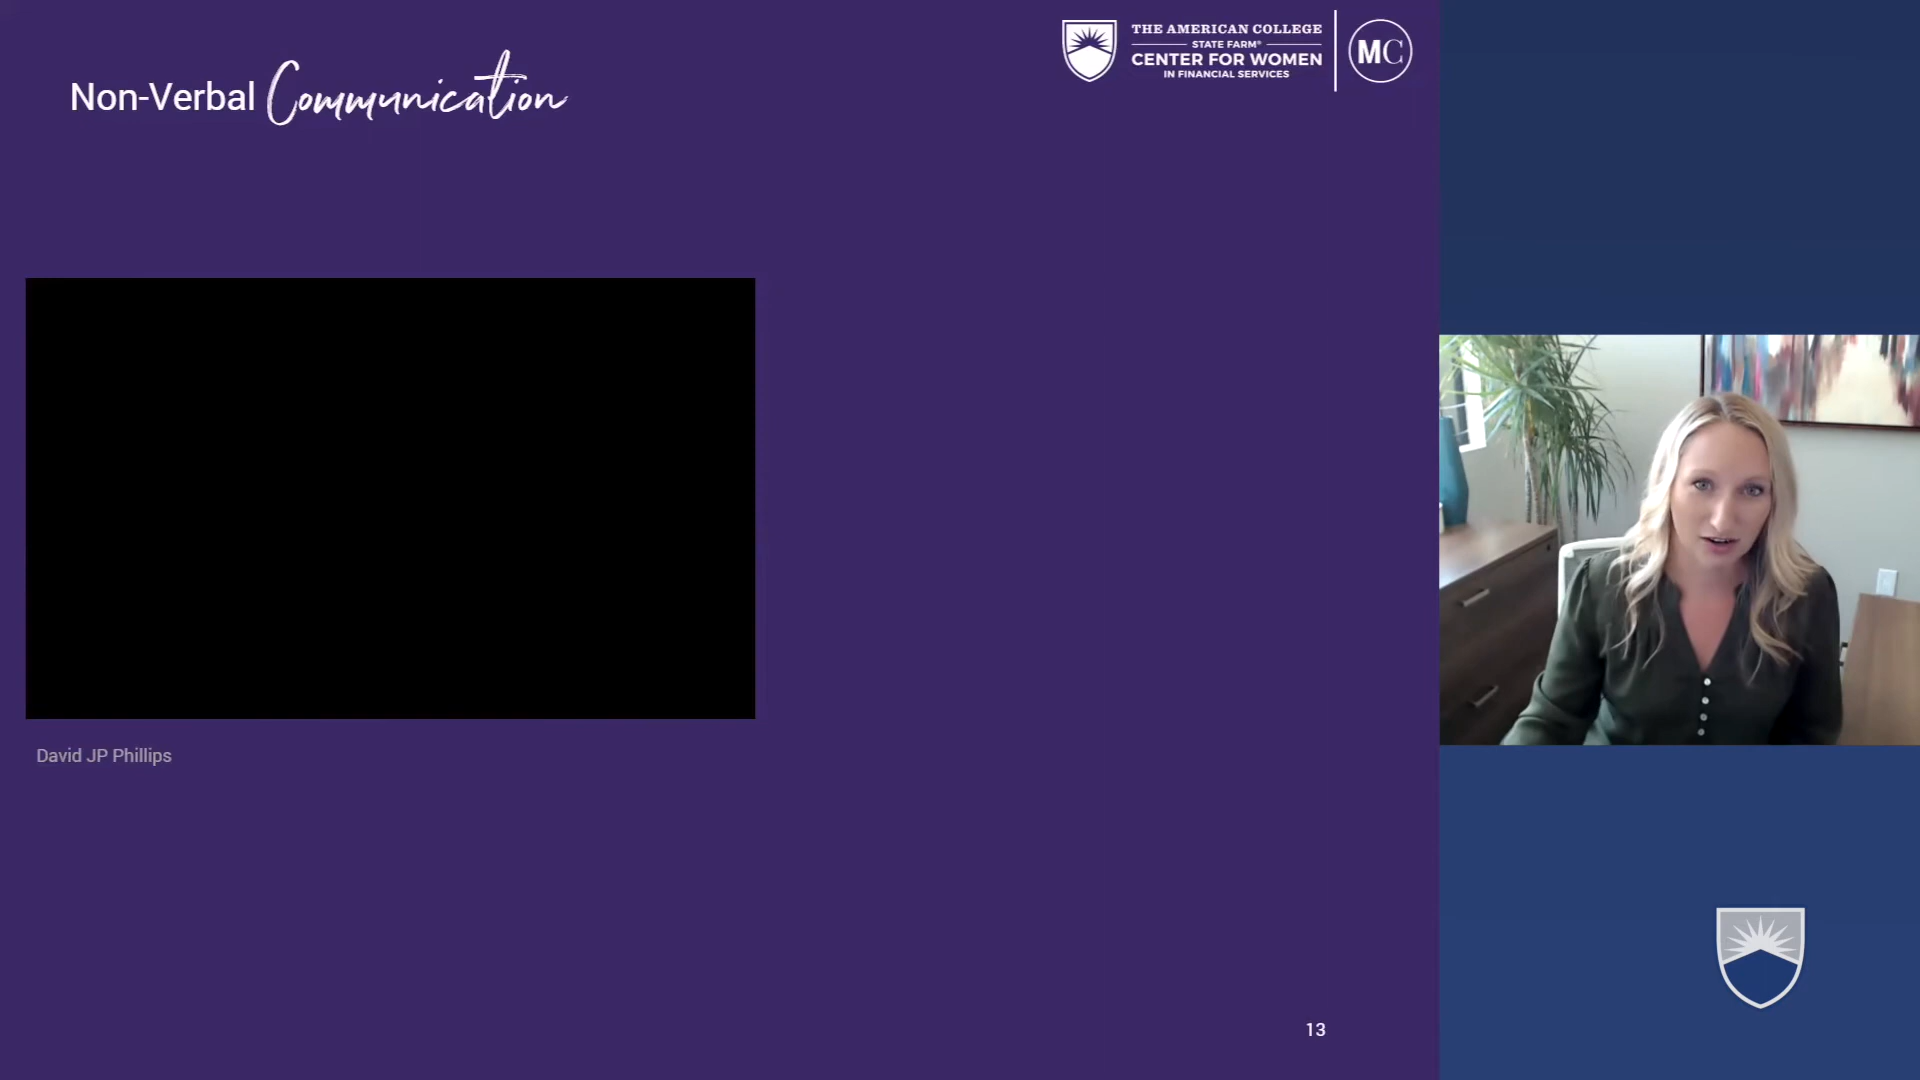 Non-Verbal Communication
THE AMERICAN COLLEGE
STATE FARM®
CENTER FOR WOMEN
IN FINANCIAL SERVICES
MC
David JP Phillips
13